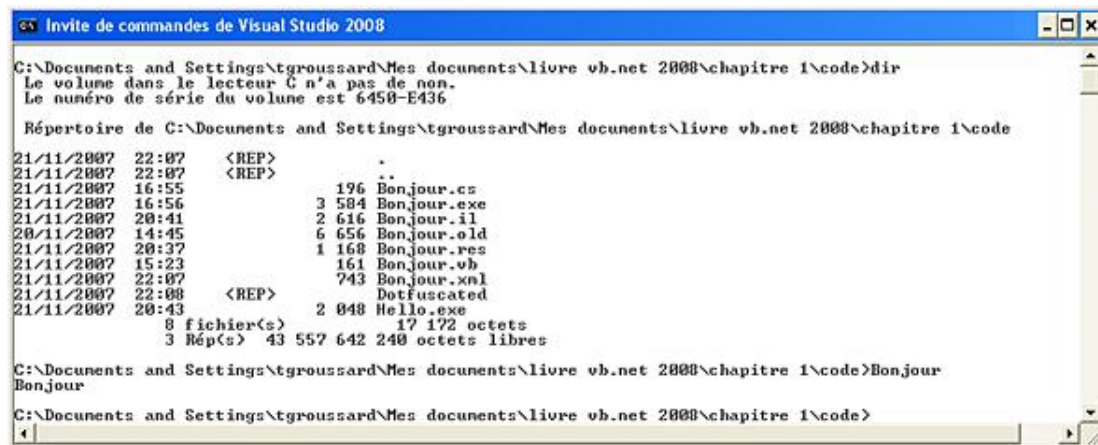 Invite de commandes de Visual Studio 2008
C:\Documents and Settings\tgroussard\Mes documents\livre vb.net 2008\chapitre 1\code>dir
Le volume dans le lecteur C n'a pas de nom.
Le numéro de série du volume est 6450-E436
Répertoire de C:\Documents and Settings\tgroussard\Mes documents\livre vb.net 2008\chapitre 1\code
21/11/2007 22:07 <REP> .
21/11/2007 22:07 <REP> ..
21/11/2007 16:55 196 Bonjour.cs
21/11/2007 16:56 3 584 Bonjour.exe
21/11/2007 20:41 2 616 Bonjour.il
20/11/2007 14:45 6 656 Bonjour.old
21/11/2007 20:37 1 168 Bonjour.res
21/11/2007 15:23 161 Bonjour.vb
21/11/2007 22:07 743 Bonjour.xml
21/11/2007 22:08 <REP> Dotfuscated
21/11/2007 20:43 2 048 Hello.exe
8 fichier(s) 17 172 octets
3 Rép(s) 43 557 642 240 octets libres
C:\Documents and Settings\tgroussard\Mes documents\livre vb.net 2008\chapitre 1\code>Bonjour
Bonjour
C:\Documents and Settings\tgroussard\Mes documents\livre vb.net 2008\chapitre 1\code>